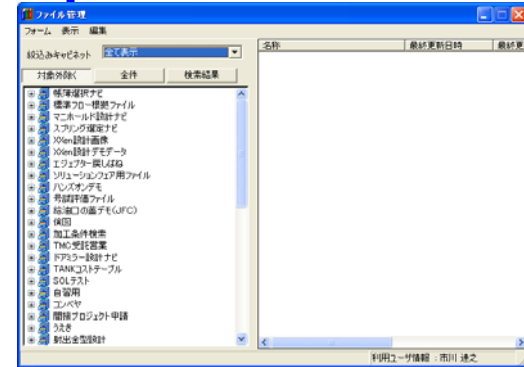 ファイル管理
フォーム 表示 編集
絞込みキャビネット 全て表示
名称 最終更新日時 最終更
対象外除く 全件 検索結果
帳簿選択ナビ
標準フロー根拠ファイル
マニホールド設計ナビ
スプリング選定ナビ
XXen設計画像
XXen設計デモデータ
エジェクター戻しばね
ソリューションフェア用ファイル
ハンズオンデモ
号試評価ファイル
給油口の蓋デモ(JFC)
偵図
加工条件検索
TMC受託営業
ドアミラー設計ナビ
TANKコストテーブル
SOLテスト
自習用
コンベヤ
間接プロジェクト申請
うえき
射出金型設計
利用ユーザ情報 : 市川 達之